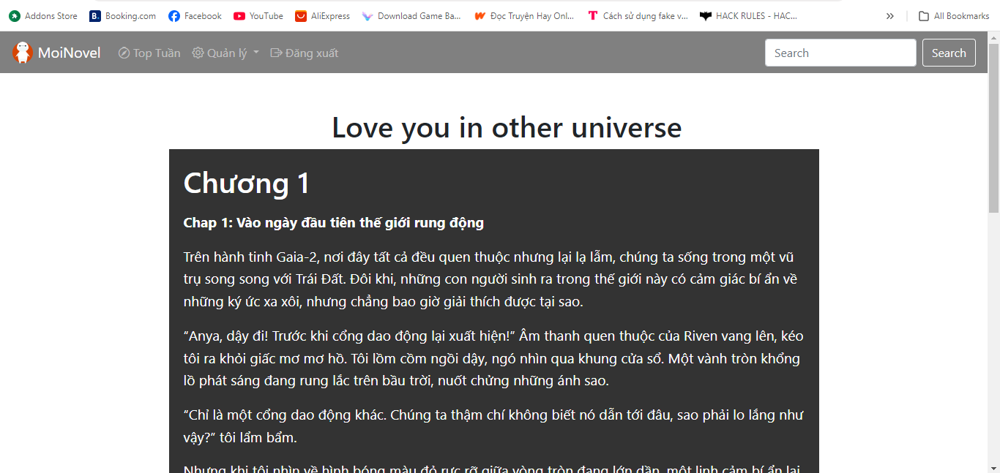 Addons Store Booking.com Facebook YouTube AliExpress Download Game Ba... Đọc Truyện Hay Onl... Cách sử dụng fake v... HACK RULES - HAC... » All Bookmarks
MoiNovel Top Tuần Quản lý Đăng xuất Search Search
Love you in other universe
Chương 1
Chap 1: Vào ngày đầu tiên thế giới rung động
Trên hành tinh Gaia-2, nơi đây tất cả đều quen thuộc nhưng lại lạ lẫm, chúng ta sống trong một vũ
trụ song song với Trái Đất. Đôi khi, những con người sinh ra trong thế giới này có cảm giác bí ẩn về
những ký ức xa xôi, nhưng chẳng bao giờ giải thích được tại sao.
“Anya, dậy đi! Trước khi cổng dao động lại xuất hiện!” Âm thanh quen thuộc của Riven vang lên, kéo
tôi ra khỏi giấc mơ mơ hồ. Tôi lồm cồm ngồi dậy, ngó nhìn qua khung cửa sổ. Một vành tròn khổng
lồ phát sáng đang rung lắc trên bầu trời, nuốt chửng những ánh sao.
“Chỉ là một cổng dao động khác. Chúng ta thậm chí không biết nó dẫn tới đâu, sao phải lo lắng như
vậy?” tôi lẩm bẩm.
Nhưng khi tôi nhìn về hình bóng màu đỏ rực rỡ giữa vòng tròn đang lớn dần, một linh cảm bí ẩn lại